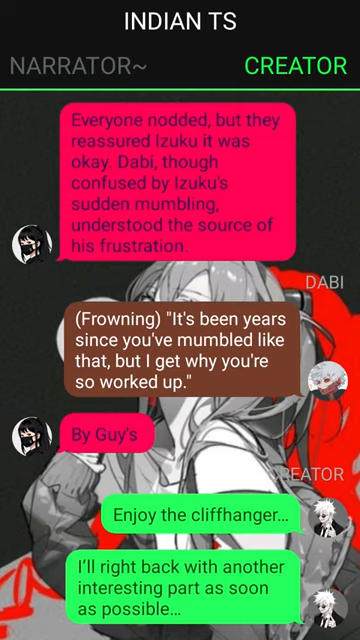 INDIAN TS
NARRATOR~ CREATOR
Everyone nodded, but they
reassured Izuku it was
okay. Dabi, though
confused by Izuku's
sudden mumbling,
understood the source of
his frustration.
DABI
(Frowning) "It's been years
since you've mumbled like
that, but I get why you're
so worked up."
By Guy's
CREATOR
Enjoy the cliffhanger…
I'll right back with another
interesting part as soon
as possible…